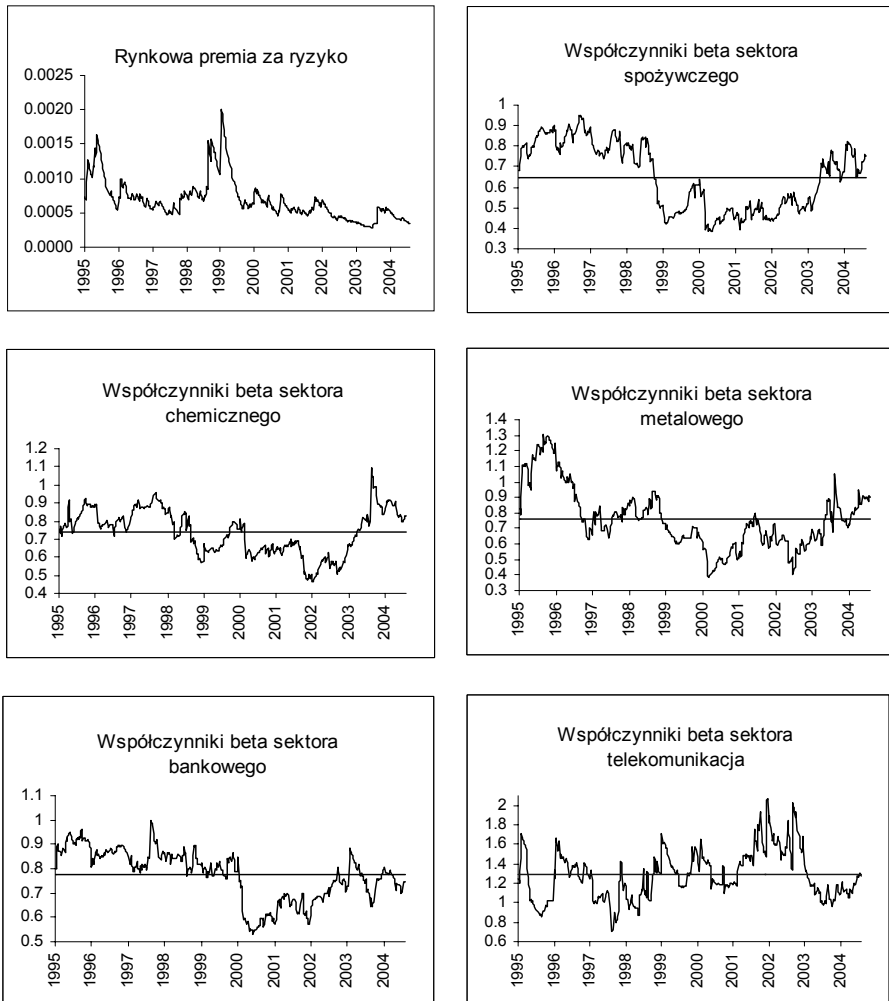 Rynkowa premia za ryzyko
0.0025
0.0020
0.0015
0.0010
0.0005
0.0000
1995 1996 1997 1998 1999 2000 2001 2002 2003 2004
Współczynniki beta sektora
spożywczego
1
0.9
0.8
0.7
0.6
0.5
0.4
0.3
1995 1996 1997 1998 1999 2000 2001 2002 2003 2004
Współczynniki beta sektora
chemicznego
1.2
1.1
1
0.9
0.8
0.7
0.6
0.5
0.4
1995 1996 1997 1998 1999 2000 2001 2002 2003 2004
Współczynniki beta sektora
metalowego
1.4
1.3
1.2
1.1
1
0.9
0.8
0.7
0.6
0.5
0.4
0.3
1995 1996 1997 1998 1999 2000 2001 2002 2003 2004
Współczynniki beta sektora
bankowego
1.1
1
0.9
0.8
0.7
0.6
0.5
1995 1996 1997 1998 1999 2000 2001 2002 2003 2004
Współczynniki beta sektora
telekomunikacja
2
1.8
1.6
1.4
1.2
1
0.8
0.6
1995 1996 1997 1998 1999 2000 2001 2002 2003 2004